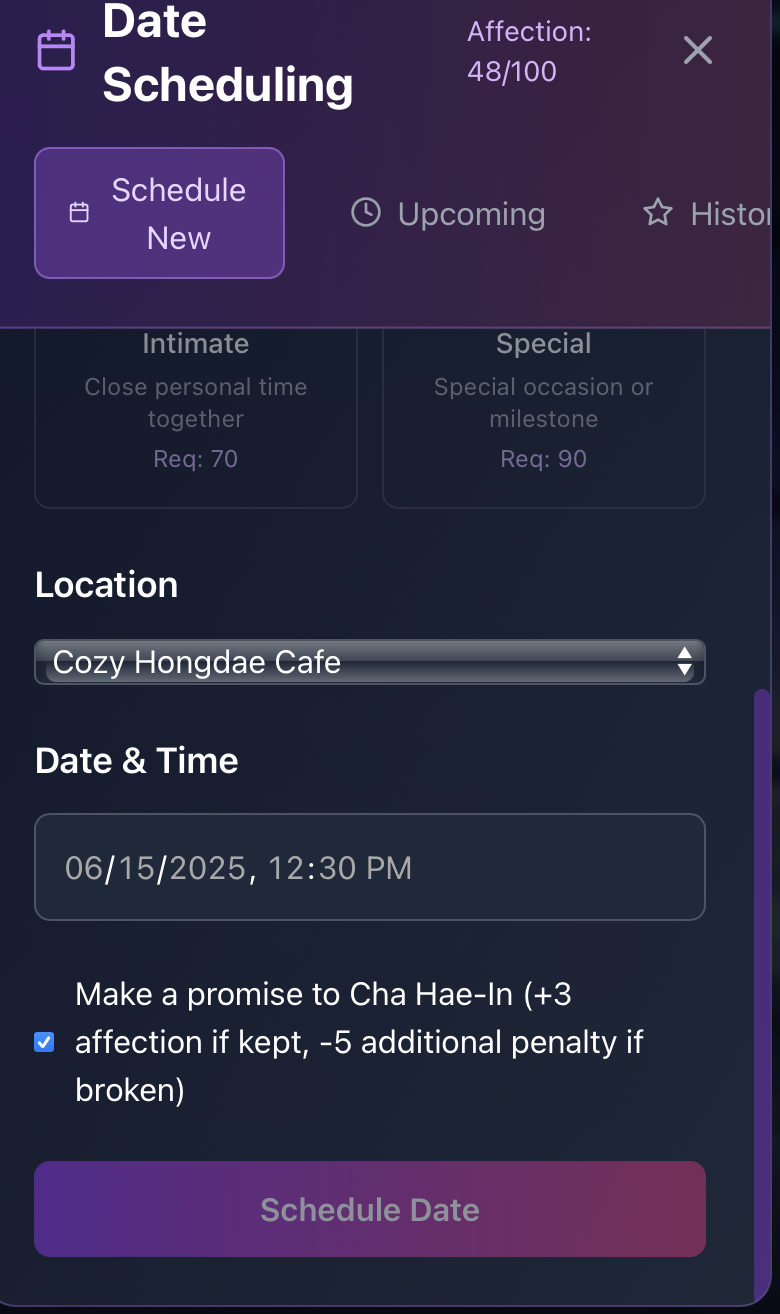 Date
Scheduling
Affection:
48/100
Schedule
New
Upcoming
Histor
Intimate
Close personal time
together
Req: 70
Special
Special occasion or
milestone
Req: 90
Location
Cozy Hongdae Cafe
Date & Time
06/15/2025, 12:30 PM
Make a promise to Cha Hae-In (+3
affection if kept, -5 additional penalty if
broken)
Schedule Date